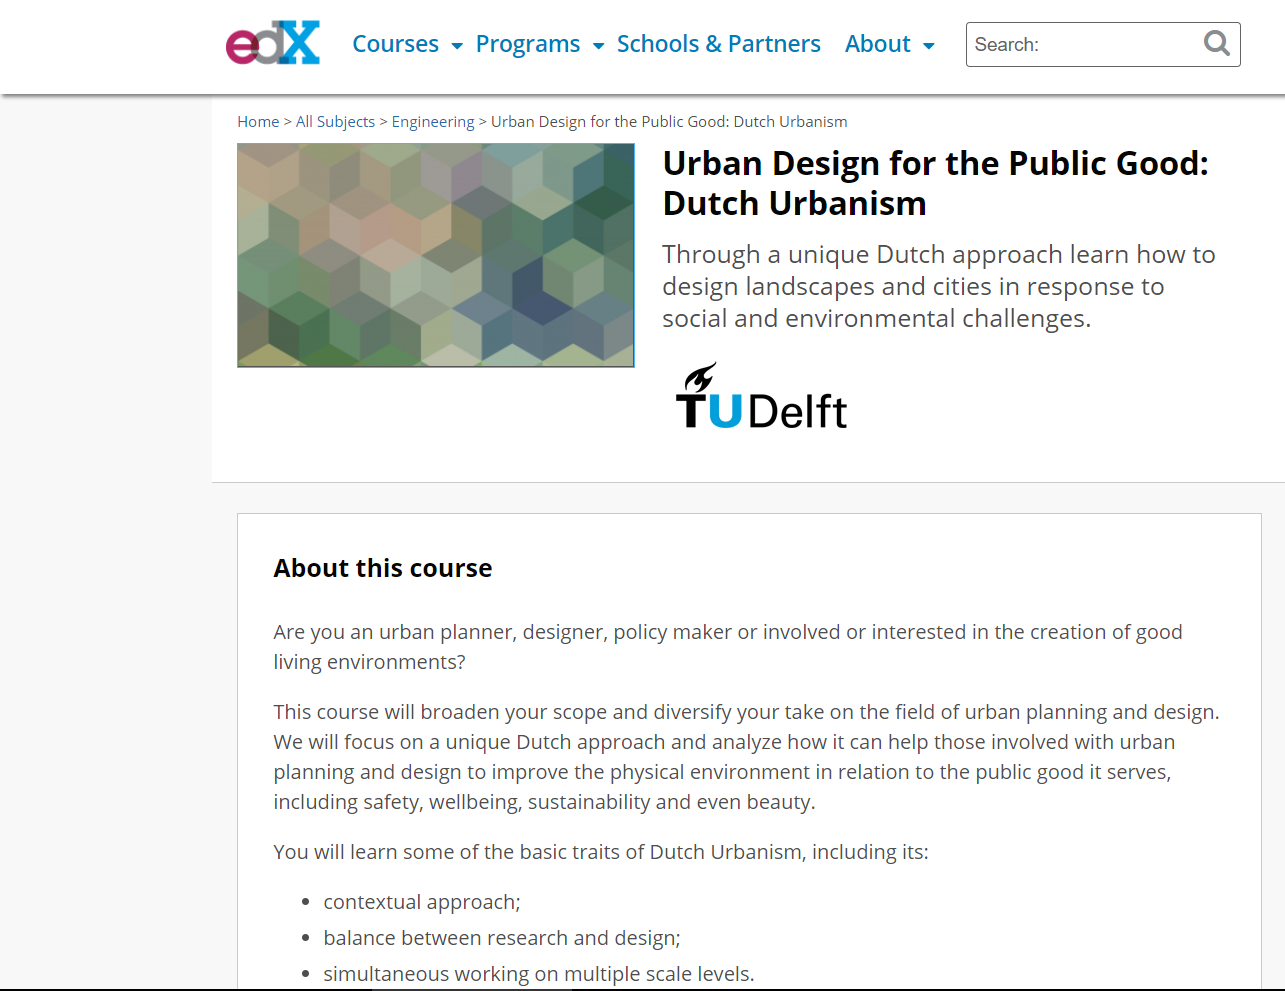 edX
Courses Programs Schools & Partners About Search:
Home > All Subjects > Engineering > Urban Design for the Public Good: Dutch Urbanism
Urban Design for the Public Good:
Dutch Urbanism
Through a unique Dutch approach learn how to
design landscapes and cities in response to
social and environmental challenges.
TU Delft
About this course
Are you an urban planner, designer, policy maker or involved or interested in the creation of good
living environments?
This course will broaden your scope and diversify your take on the field of urban planning and design.
We will focus on a unique Dutch approach and analyze how it can help those involved with urban
planning and design to improve the physical environment in relation to the public good it serves,
including safety, wellbeing, sustainability and even beauty.
You will learn some of the basic traits of Dutch Urbanism, including its:
• contextual approach;
• balance between research and design;
• simultaneous working on multiple scale levels.